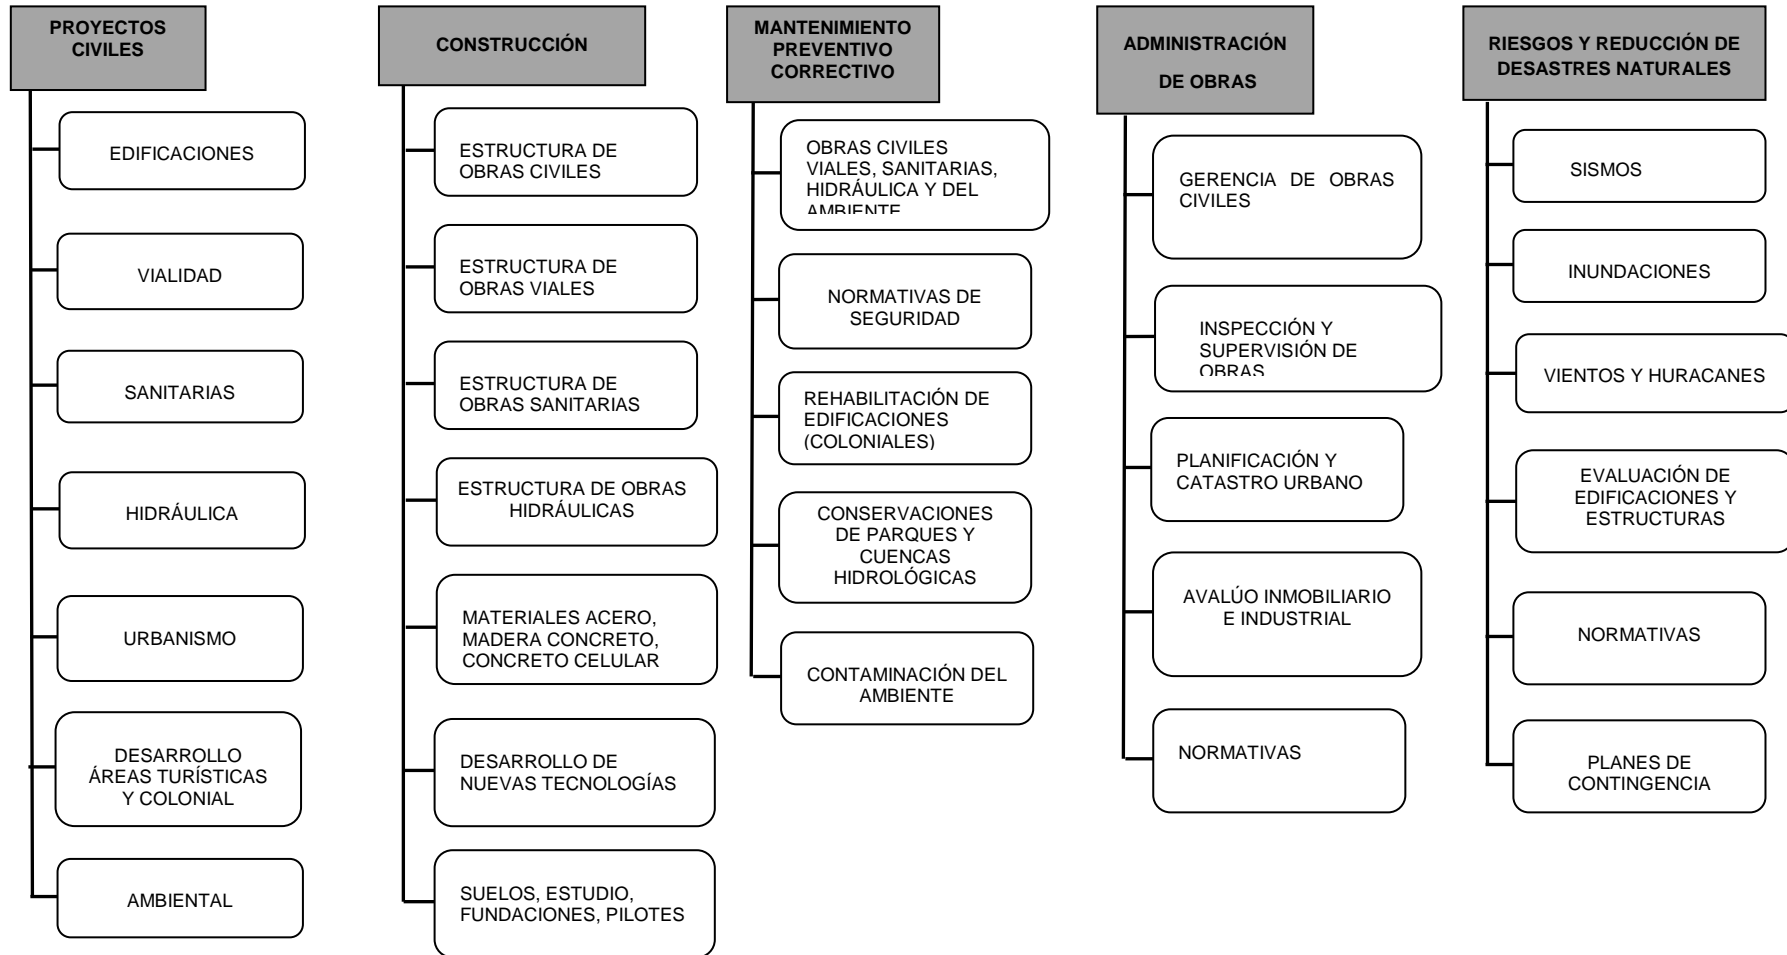 PROYECTOS
CIVILES
EDIFICACIONES
VIALIDAD
SANITARIAS
HIDRÁULICA
URBANISMO
DESARROLLO
ÁREAS TURÍSTICAS
Y COLONIAL
AMBIENTAL
CONSTRUCCIÓN
ESTRUCTURA DE
OBRAS CIVILES
ESTRUCTURA DE
OBRAS VIALES
ESTRUCTURA DE
OBRAS SANITARIAS
ESTRUCTURA DE OBRAS
HIDRÁULICAS
MATERIALES ACERO,
MADERA CONCRETO,
CONCRETO CELULAR
DESARROLLO DE
NUEVAS TECNOLOGÍAS
SUELOS, ESTUDIO,
FUNDACIONES, PILOTES
MANTENIMIENTO
PREVENTIVO
CORRECTIVO
OBRAS CIVILES
VIALES, SANITARIAS,
HIDRÁULICA Y DEL
AMBIENTE
NORMATIVAS DE
SEGURIDAD
REHABILITACIÓN DE
EDIFICACIONES
(COLONIALES)
CONSERVACIONES
DE PARQUES Y
CUENCAS
HIDROLÓGICAS
CONTAMINACIÓN DEL
AMBIENTE
ADMINISTRACIÓN
DE OBRAS
GERENCIA DE OBRAS
CIVILES
INSPECCIÓN Y
SUPERVISIÓN DE
OBRAS
PLANIFICACIÓN Y
CATASTRO URBANO
AVALÚO INMOBILIARIO
E INDUSTRIAL
NORMATIVAS
RIESGOS Y REDUCCIÓN DE
DESASTRES NATURALES
SISMOS
INUNDACIONES
VIENTOS Y HURACANES
EVALUACIÓN DE
EDIFICACIONES Y
ESTRUCTURAS
NORMATIVAS
PLANES DE
CONTINGENCIA